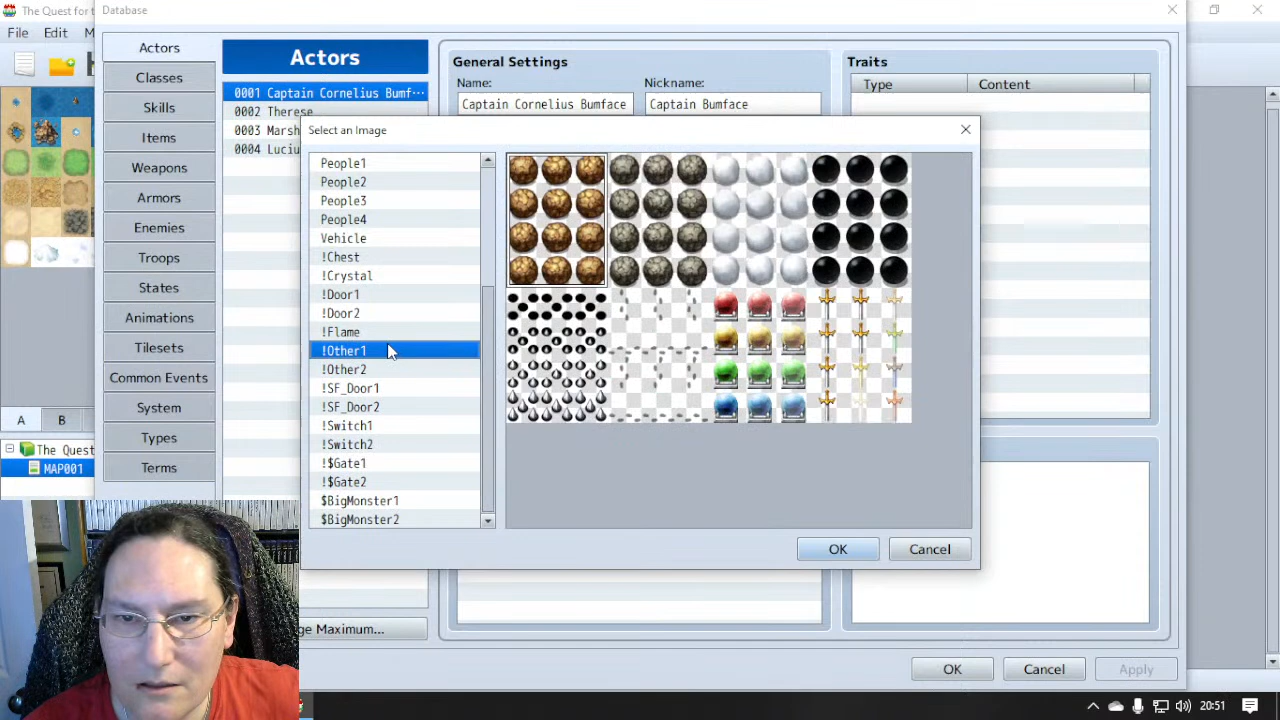 The Quest for t
Database
File Edit M
Actors
Classes
Skills
Items
Weapons
Armors
Enemies
Troops
States
Animations
Tilesets
Common Events
System
Types
Terms
Actors
0001 Captain Cornelius Bumf…
0002 Therese
0003 Marsh
0004 Luciu
General Settings
Name:
Nickname:
Captain Cornelius Bumface
Captain Bumface
Traits
Type
Content
Select an Image
People1
People2
People3
People4
Vehicle
!Chest
!Crystal
!Door1
!Door2
!Flame
!Other1
!Other2
!SF_Door1
!SF_Door2
!Switch1
!Switch2
!$Gate1
!$Gate2
$BigMonster1
$BigMonster2
OK
Cancel
A
B
The Quest
MAP001
ge Maximum...
OK
Cancel
Apply
20:51